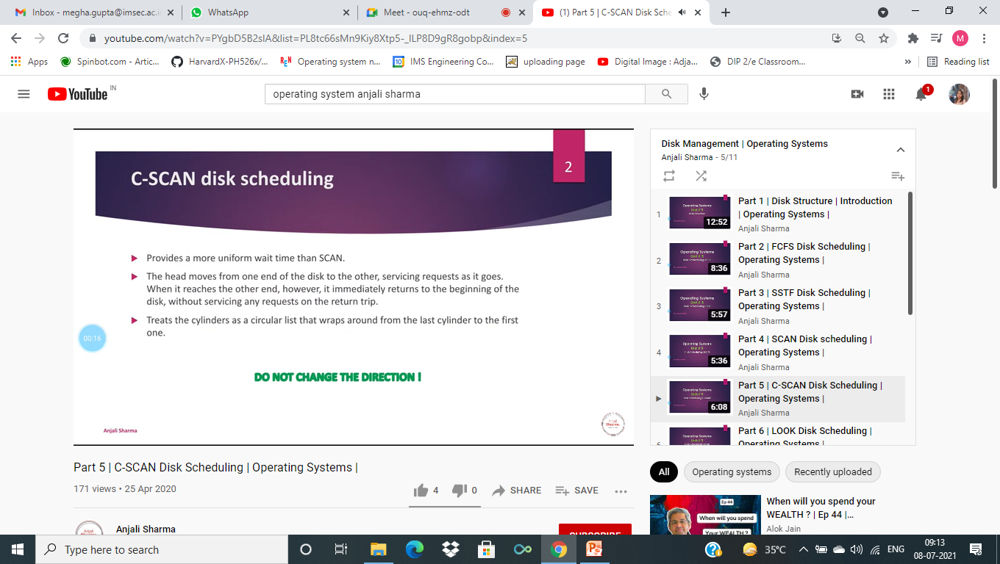 Inbox - megha.gupta@imsec.ac.i
WhatsApp
Meet - ouq-ehmz-odt
(1) Part 5 | C-SCAN Disk Sche
youtube.com/watch?v=PYgbD5B2slA&list=PL8tc66sMn9Kiy8Xtp5-_lLP8D9gR8gobp&index=5
M
Apps
Spinbot.com - Artic...
HarvardX-PH526x/...
Operating system n...
10
IMS Engineering Co...
uploading page
Digital Image : Adja...
DIP 2/e Classroom...
»
Reading list
YouTube IN
operating system anjali sharma
1
2
C-SCAN disk scheduling
Provides a more uniform wait time than SCAN.
The head moves from one end of the disk to the other, servicing requests as it goes.
When it reaches the other end, however, it immediately returns to the beginning of the
disk, without servicing any requests on the return trip.
Treats the cylinders as a circular list that wraps around from the last cylinder to the first
one.
00:16
DO NOT CHANGE THE DIRECTION !
Anjali Sharma
Part 5 | C-SCAN Disk Scheduling | Operating Systems |
171 views • 25 Apr 2020
4
0
SHARE
SAVE
Anjali Sharma
SUBSCRIBE
Disk Management | Operating Systems
Anjali Sharma - 5/11
1
12:52
Part 1 | Disk Structure | Introduction
| Operating Systems |
Anjali Sharma
2
8:36
Part 2 | FCFS Disk Scheduling |
Operating Systems |
Anjali Sharma
3
5:57
Part 3 | SSTF Disk Scheduling |
Operating Systems |
Anjali Sharma
4
5:36
Part 4 | SCAN Disk scheduling |
Operating Systems |
Anjali Sharma
6:08
Part 5 | C-SCAN Disk Scheduling |
Operating Systems |
Anjali Sharma
6
Part 6 | LOOK Disk Scheduling |
Operating Systems |
All
Operating systems
Recently uploaded
Ep 44
When will you spend
Your WEALTH ?
When will you spend your
WEALTH ? | Ep 44 |...
Alok Jain
Type here to search
35°C
ENG
09:13
08-07-2021